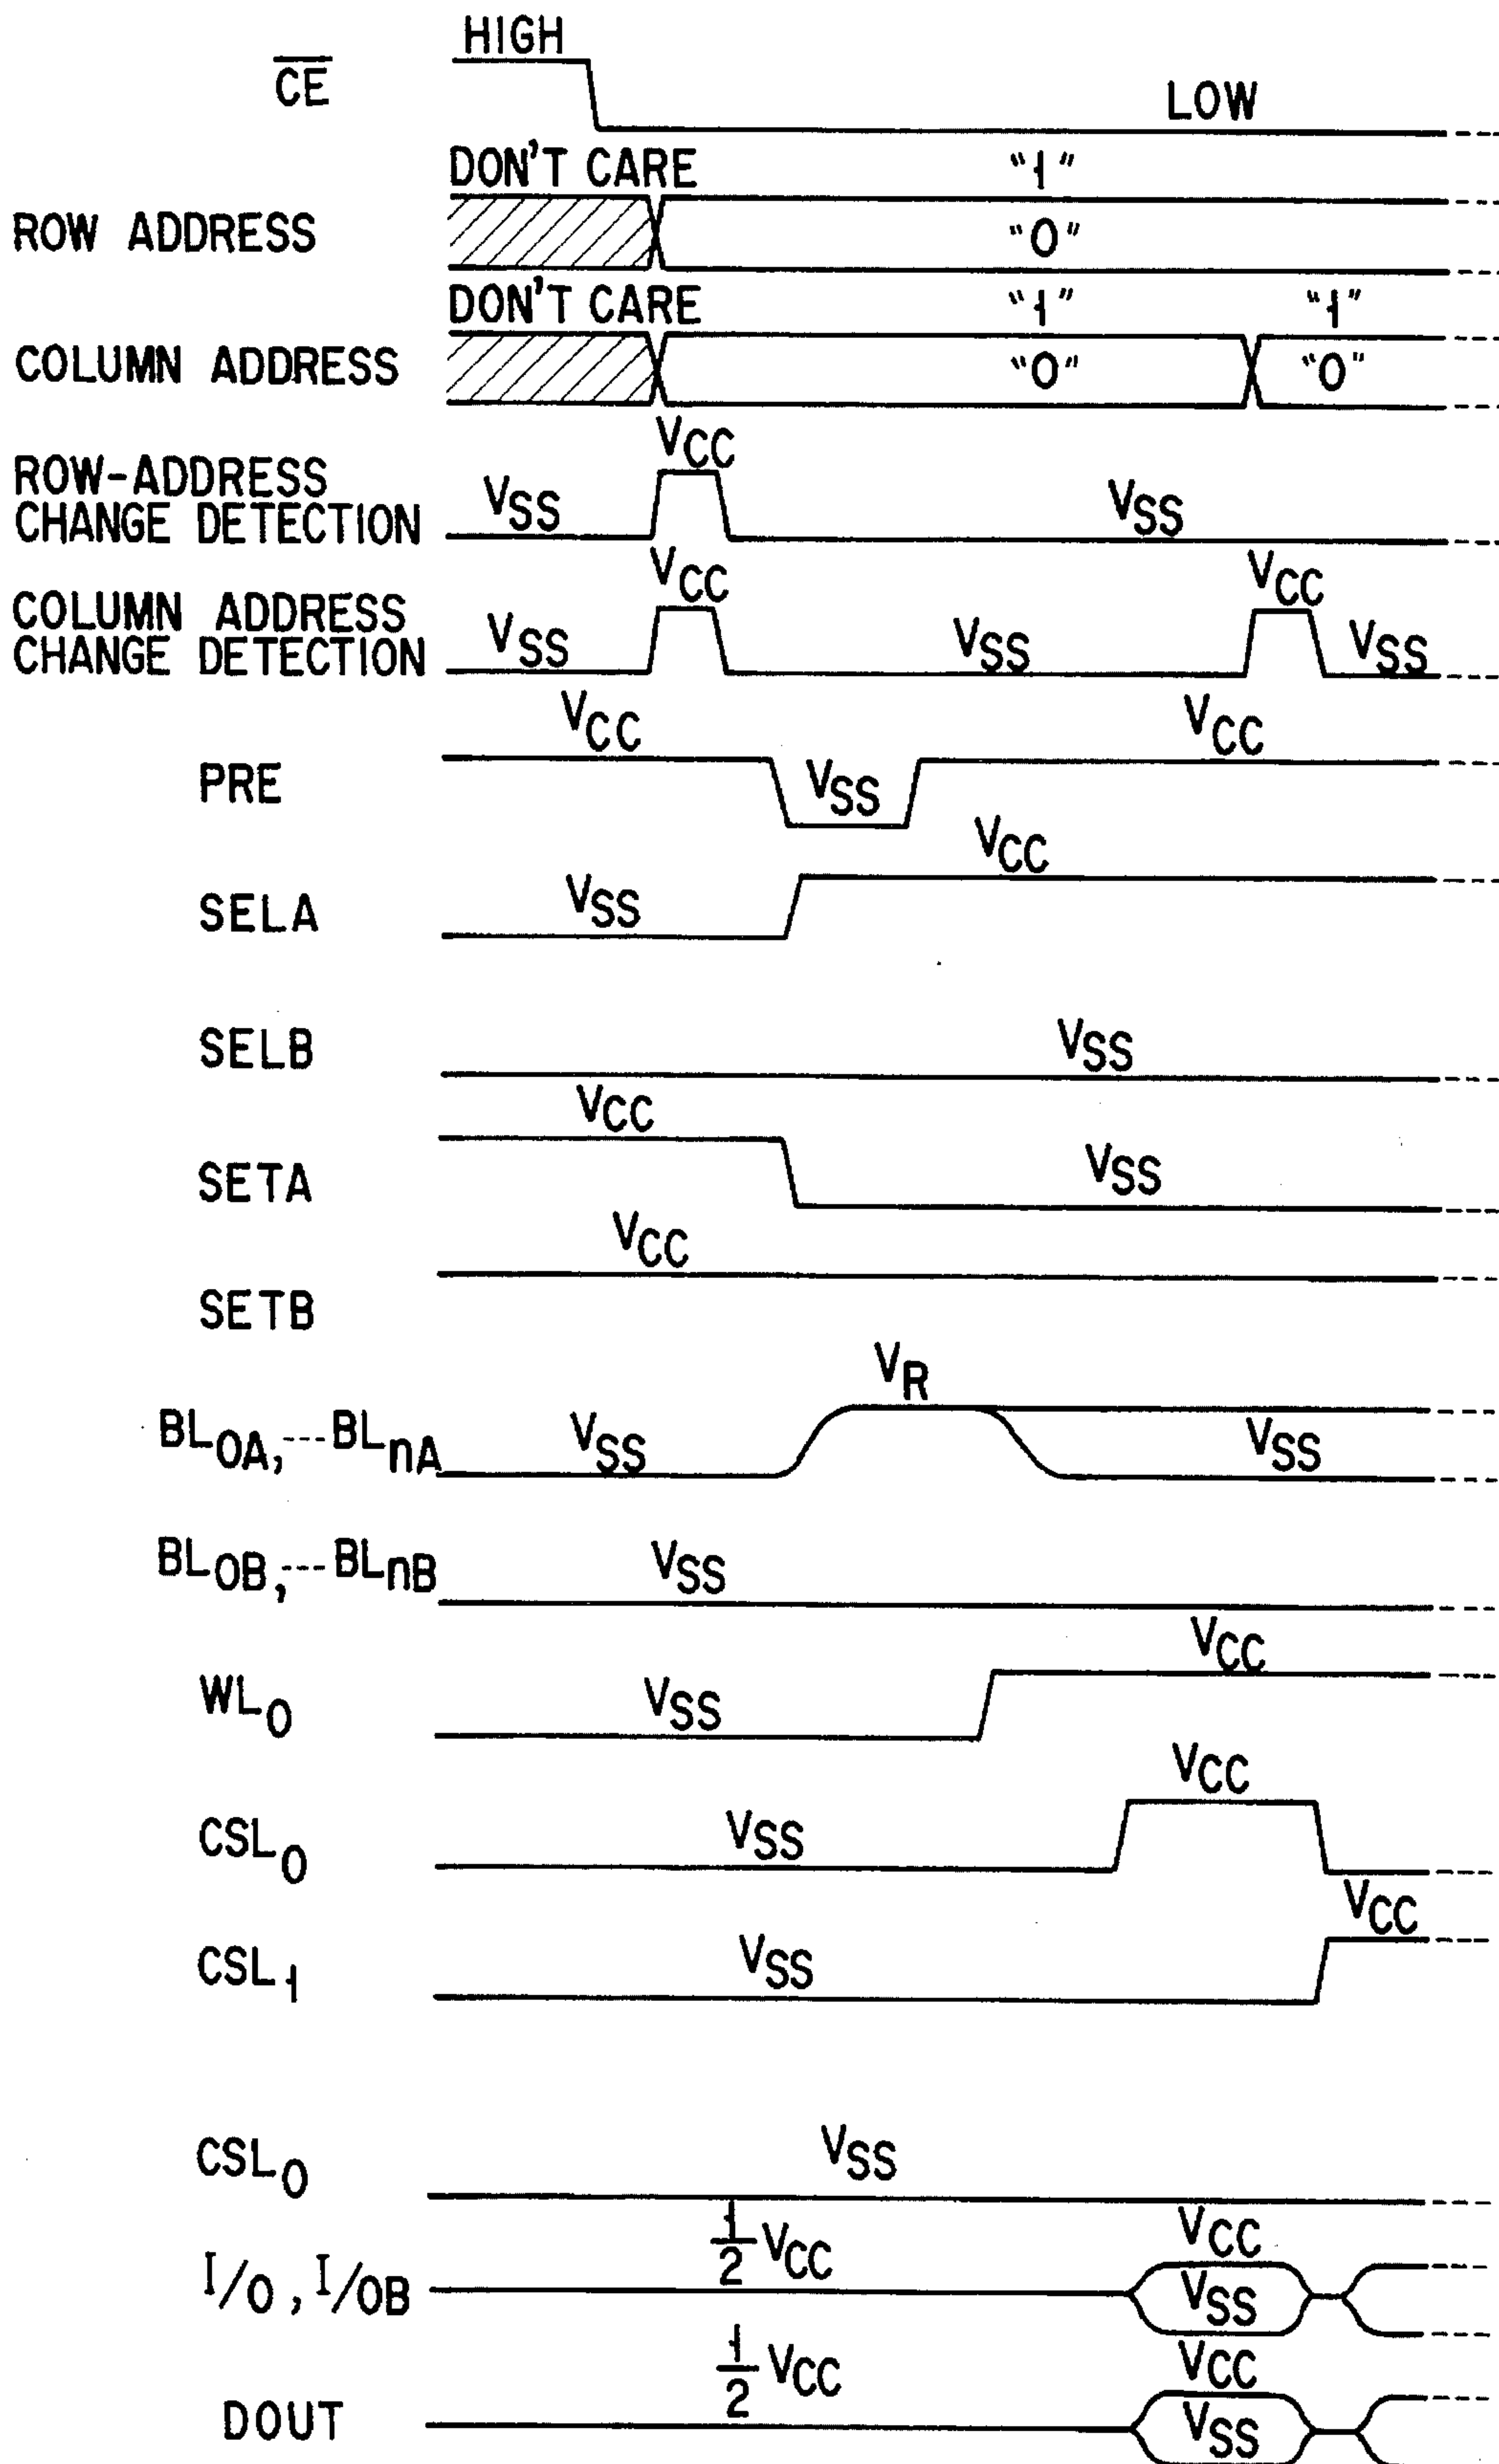 HIGH
CE
LOW
DON'T CARE "1"
ROW ADDRESS "0"
DON'T CARE "1" "1"
COLUMN ADDRESS "0" "0"
VCC
ROW-ADDRESS
CHANGE DETECTION VSS VSS
VCC VCC
COLUMN ADDRESS
CHANGE DETECTION VSS VSS VSS
VCC VCC
PRE VSS
VCC
SELA VSS
SELB VSS
VCC
SETA VSS
VCC
SETB
VR
BL0A,---BLnA VSS VSS
BL0B,---BLnB VSS
VCC
WL0 VSS
VCC
CSL0 VSS
VCC
CSL1 VSS
CSL0 VSS
1/2 VCC VCC
I/O, I/OB VSS
1/2 VCC VCC
DOUT VSS